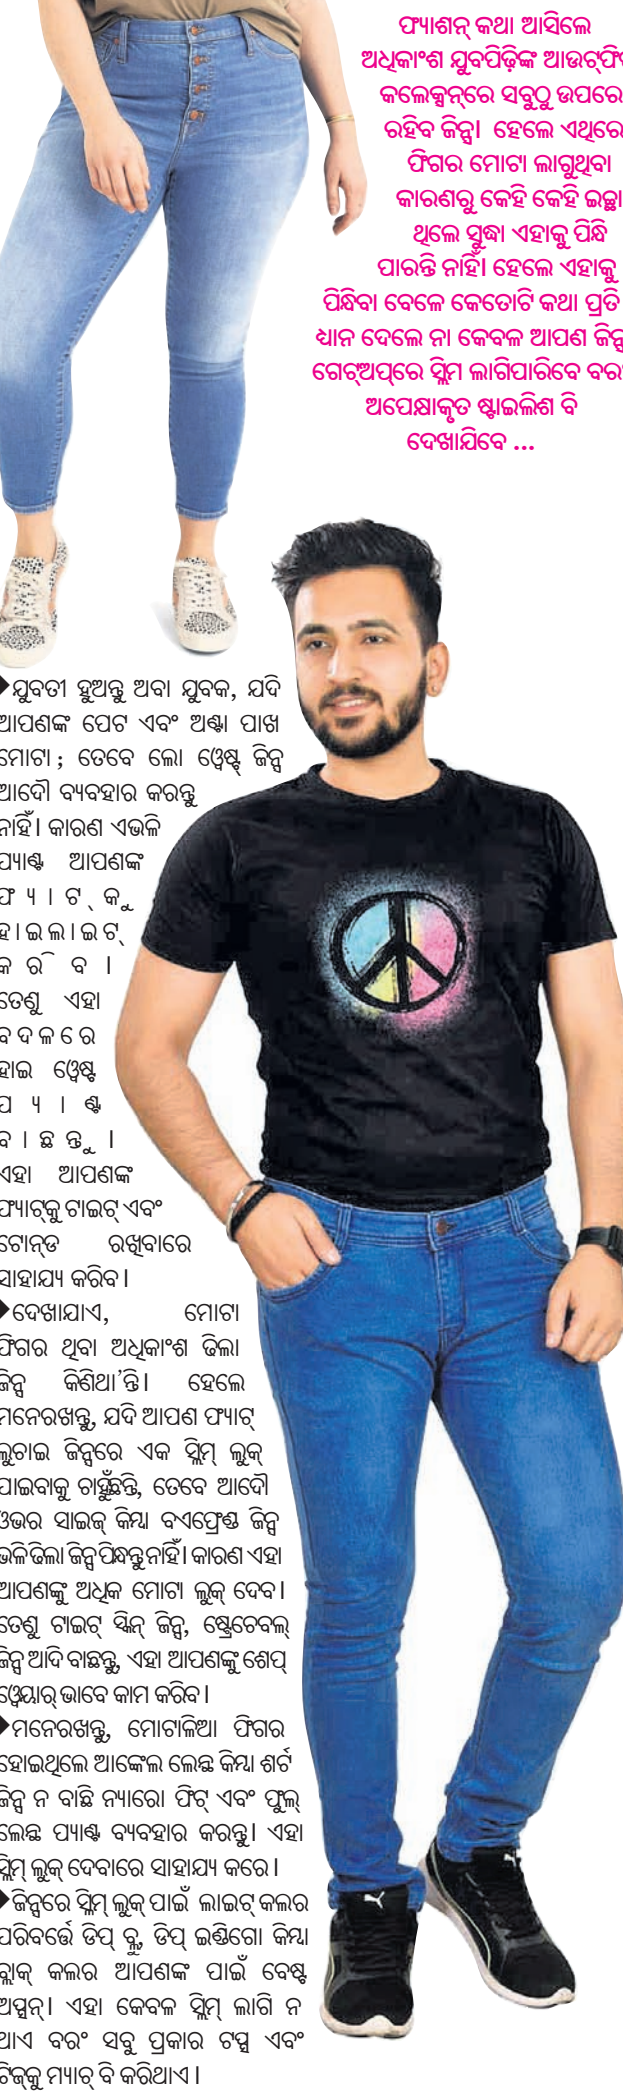 ଫ୍ୟାଶନ୍ କଥା ଆସିଲେ
ଅଧିକାଂଶ ଯୁବପିଢ଼ିଙ୍କ ଆଉଟ୍‌ଫିଟ୍
କଲେକ୍ସନ୍‌ରେ ସବୁଠୁ ଉପରେ
ରହିବ ଜିନ୍ସ। ହେଲେ ଏଥିରେ
ଫିଗର ମୋଟା ଲାଗୁଥିବା
କାରଣରୁ କେହି କେହି ଇଚ୍ଛା
ଥିଲେ ସୁଦ୍ଧା ଏହାକୁ ପିନ୍ଧି
ପାରନ୍ତି ନାହିଁ। ହେଲେ ଏହାକୁ
ପିନ୍ଧିବା ବେଳେ କେତୋଟି କଥା ପ୍ରତି
ଧ୍ୟାନ ଦେଲେ ନା କେବଳ ଆପଣ ଜିନ୍ସ
ଗେଟ୍‌ଅପ୍‌ରେ ସ୍ଲିମ ଲାଗିପାରିବେ ବରଂ
ଅପେକ୍ଷାକୃତ ଷ୍ଟାଇଲିଶ ବି
ଦେଖାଯିବେ ...
ଯୁବତୀ ହୁଅନ୍ତୁ ଅବା ଯୁବକ, ଯଦି
ଆପଣଙ୍କ ପେଟ ଏବଂ ଅଣ୍ଟା ପାଖ
ମୋଟା; ତେବେ ଲୋ ୱେଷ୍ଟ୍ ଜିନ୍ସ
ଆଦୌ ବ୍ୟବହାର କରନ୍ତୁ
ନାହିଁ। କାରଣ ଏଭଳି
ପ୍ୟାଣ୍ଟ ଆପଣଙ୍କ
ଫ୍ୟାଟ୍‌କୁ
ହାଇଲାଇଟ୍
କରିବ।
ତେଣୁ ଏହା
ବଦଳରେ
ହାଇ ୱେଷ୍ଟ
ପ୍ୟାଣ୍ଟ
ବାଛନ୍ତୁ।
ଏହା ଆପଣଙ୍କ
ଫ୍ୟାଟ୍‌କୁ ଟାଇଟ୍ ଏବଂ
ଟୋନ୍‌ଡ ରଖିବାରେ
ସାହାଯ୍ୟ କରିବ।
ଦେଖାଯାଏ, ମୋଟା
ଫିଗର ଥିବା ଅଧିକାଂଶ ଢିଲା
ଜିନ୍ସ କିଣିଥା'ନ୍ତି। ହେଲେ
ମନେରଖନ୍ତୁ, ଯଦି ଆପଣ ଫ୍ୟାଟ୍
ଲୁଚାଇ ଜିନ୍ସରେ ଏକ ସ୍ଲିମ୍ ଲୁକ୍
ପାଇବାକୁ ଚାହୁଁଛନ୍ତି, ତେବେ ଆଦୌ
ଓଭର ସାଇଜ୍ କିମ୍ବା ବଏଫ୍ରେଣ୍ଡ ଜିନ୍ସ
ଭଳି ଢିଲା ଜିନ୍ସ ପିନ୍ଧନ୍ତୁ ନାହିଁ। କାରଣ ଏହା
ଆପଣଙ୍କୁ ଅଧିକ ମୋଟା ଲୁକ୍ ଦେବ।
ତେଣୁ ଟାଇଟ୍ ସ୍କିନ୍ ଜିନ୍ସ, ଷ୍ଟ୍ରେଚେବଲ୍
ଜିନ୍ସ ଆଦି ବାଛନ୍ତୁ, ଏହା ଆପଣଙ୍କୁ ଶେପ୍
ୱେୟାର୍ ଭାବେ କାମ କରିବ।
ମନେରଖନ୍ତୁ, ମୋଟାଳିଆ ଫିଗର
ହୋଇଥିଲେ ଆଙ୍କେଲ ଲେଛ କିମ୍ବା ଶର୍ଟ
ଜିନ୍ସ ନ ବାଛି ନ୍ୟାରୋ ଫିଟ୍ ଏବଂ ଫୁଲ୍
ଲେଛ ପ୍ୟାଣ୍ଟ ବ୍ୟବହାର କରନ୍ତୁ। ଏହା
ସ୍ଲିମ୍ ଲୁକ୍ ଦେବାରେ ସାହାଯ୍ୟ କରେ।
ଜିନ୍ସରେ ସ୍ଲିମ୍ ଲୁକ୍ ପାଇଁ ଲାଇଟ୍ କଲର
ପରିବର୍ତ୍ତେ ଡିପ୍ ବ୍ଲୁ, ଡିପ୍ ଇଣ୍ଡିଗୋ କିମ୍ବା
ବ୍ଲାକ୍ କଲର ଆପଣଙ୍କ ପାଇଁ ବେଷ୍ଟ
ଅପ୍ସନ୍। ଏହା କେବଳ ସ୍ଲିମ୍ ଲାଗି ନ
ଥାଏ ବରଂ ସବୁ ପ୍ରକାର ଟପ୍ସ ଏବଂ
ଟିଜ୍‌କୁ ମ୍ୟାଚ୍ ବି କରିଥାଏ।